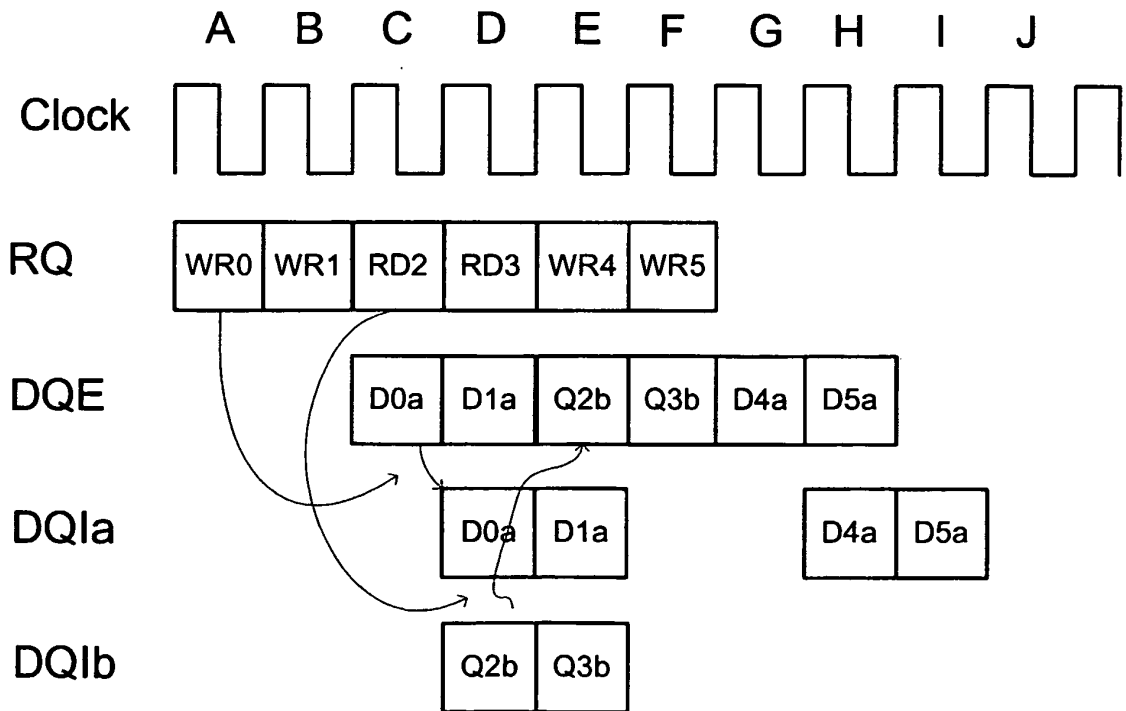 A B C D E F G H I J
Clock
RQ WR0 WR1 RD2 RD3 WR4 WR5
DQE D0a D1a Q2b Q3b D4a D5a
DQIa D0a D1a D4a D5a
DQIb Q2b Q3b